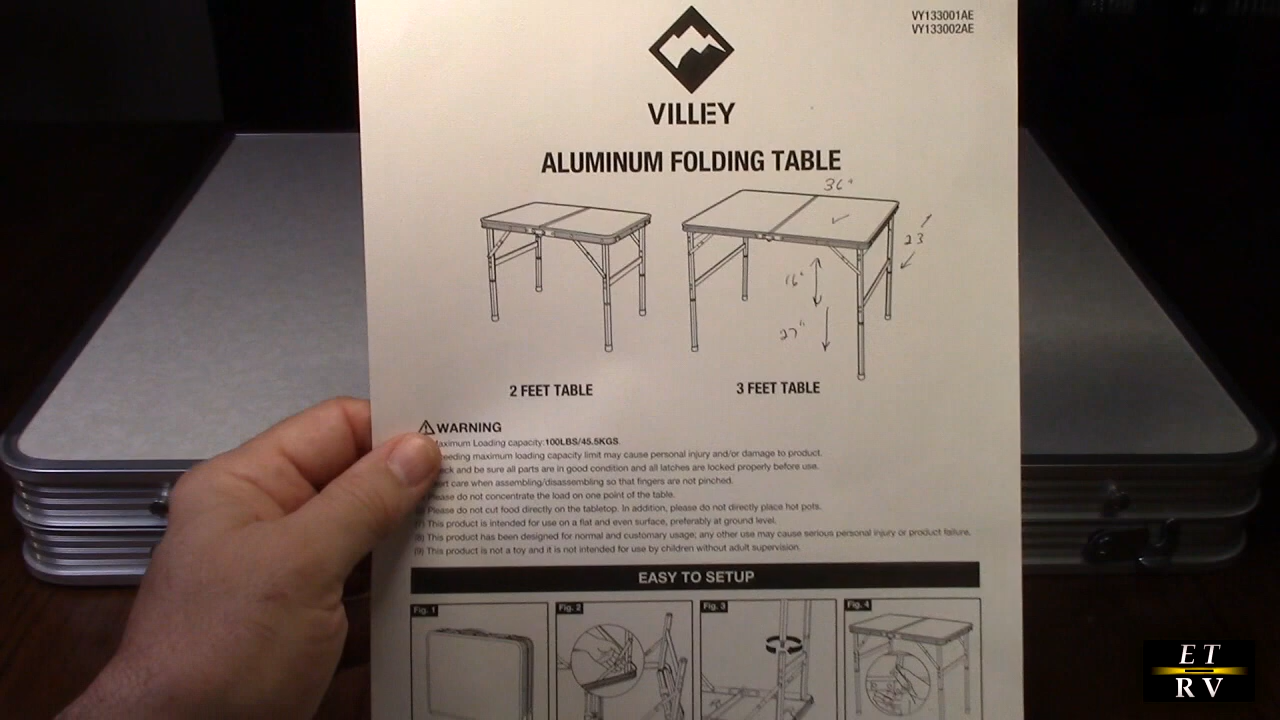 VY133001AE
VY133002AE
VILLEY
ALUMINUM FOLDING TABLE
36"
23
16"
27"
2 FEET TABLE
3 FEET TABLE
WARNING
aximum Loading capacity:100LBS/45.5KGS
eeding maximum loading capacity limit may cause personal injury and/or damage to product.
eck and be sure all parts are in good condition and all latches are locked properly before use.
ert care when assembling/disassembling so that fingers are not pinched.
Please do not concentrate the load on one point of the table.
Please do not cut food directly on the tabletop. In addition, please do not directly place hot pots.
(7) This product is intended for use on a flat and even surface, preferably at ground level.
(8) This product has been designed for normal and customary usage; any other use may cause serious personal injury or product failure.
(9) This product is not a toy and it is not intended for use by children without adult supervision.
EASY TO SETUP
Fig. 1
Fig. 2
Fig. 3
Fig. 4
ET
RV